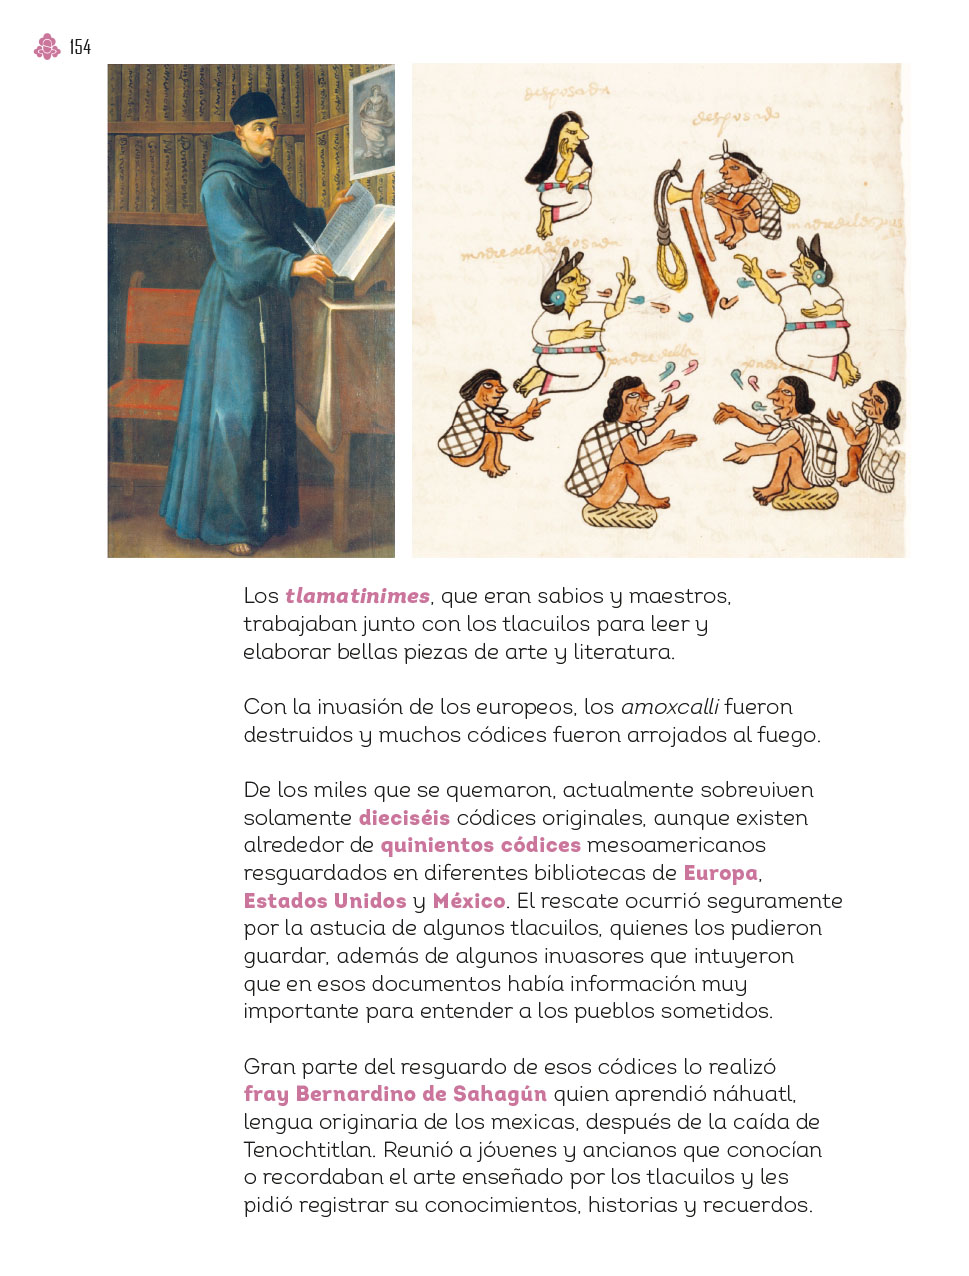 154
desposada
desposado
madre de la desposada
Los tlamatinimes, que eran sabios y maestros,
trabajaban junto con los tlacuilos para leer y
elaborar bellas piezas de arte y literatura.
Con la invasión de los europeos, los amoxcalli fueron
destruidos y muchos códices fueron arrojados al fuego.
De los miles que se quemaron, actualmente sobreviven
solamente dieciséis códices originales, aunque existen
alrededor de quinientos códices mesoamericanos
resguardados en diferentes bibliotecas de Europa,
Estados Unidos y México. El rescate ocurrió seguramente
por la astucia de algunos tlacuilos, quienes los pudieron
guardar, además de algunos invasores que intuyeron
que en esos documentos había información muy
importante para entender a los pueblos sometidos.
Gran parte del resguardo de esos códices lo realizó
fray Bernardino de Sahagún quien aprendió náhuatl,
lengua originaria de los mexicas, después de la caída de
Tenochtitlan. Reunió a jóvenes y ancianos que conocían
o recordaban el arte enseñado por los tlacuilos y les
pidió registrar su conocimientos, historias y recuerdos.